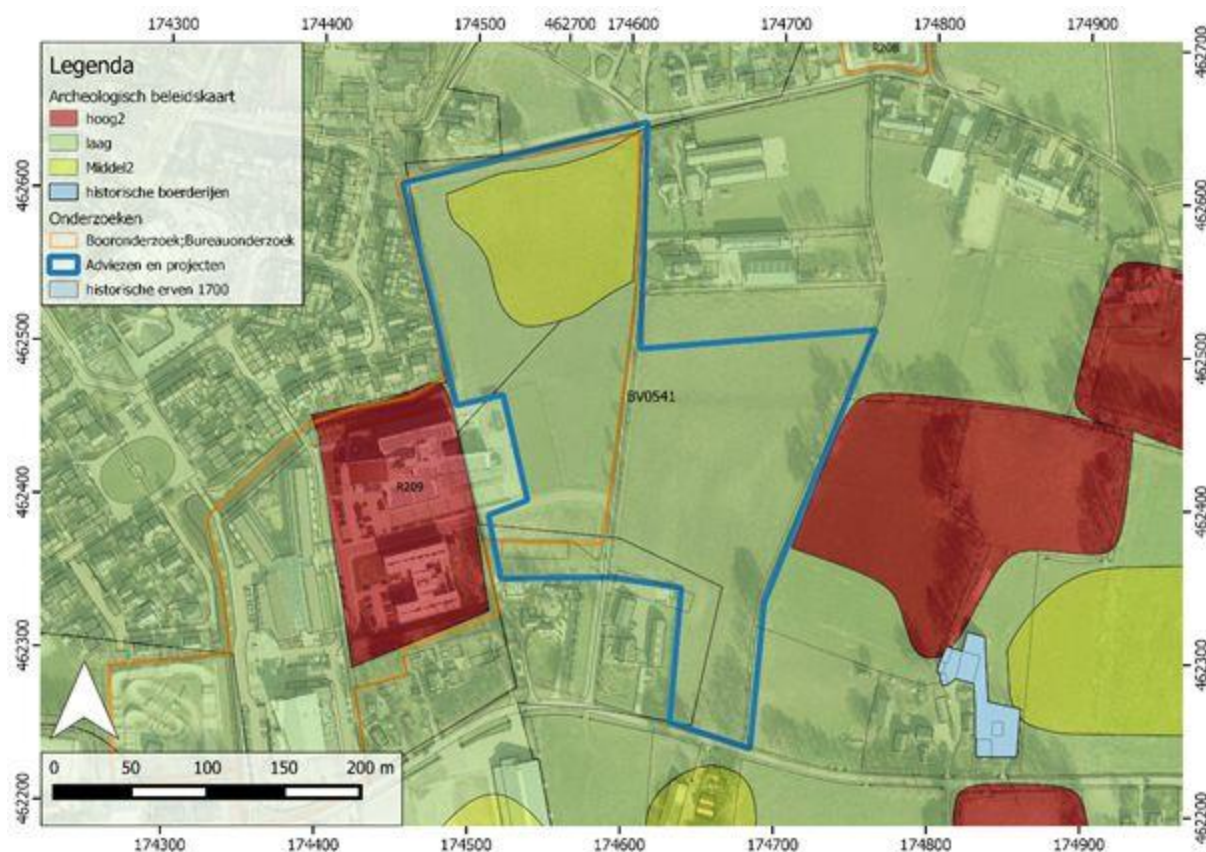 174300 174400 174500 462700 174600 174700 174800 174900
462700
Legenda
Archeologisch beleidskaart
hoog2
laag
Middel2
historische boerderijen
Onderzoeken
Booronderzoek;Bureauonderzoek
Adviezen en projecten
historische erven 1700
R208
462600
462600
462500
462500
BV0541
R209
462400
462400
462300
462300
0 50 100 150 200 m
462200
462200
174300 174400 174500 174600 174700 174800 174900